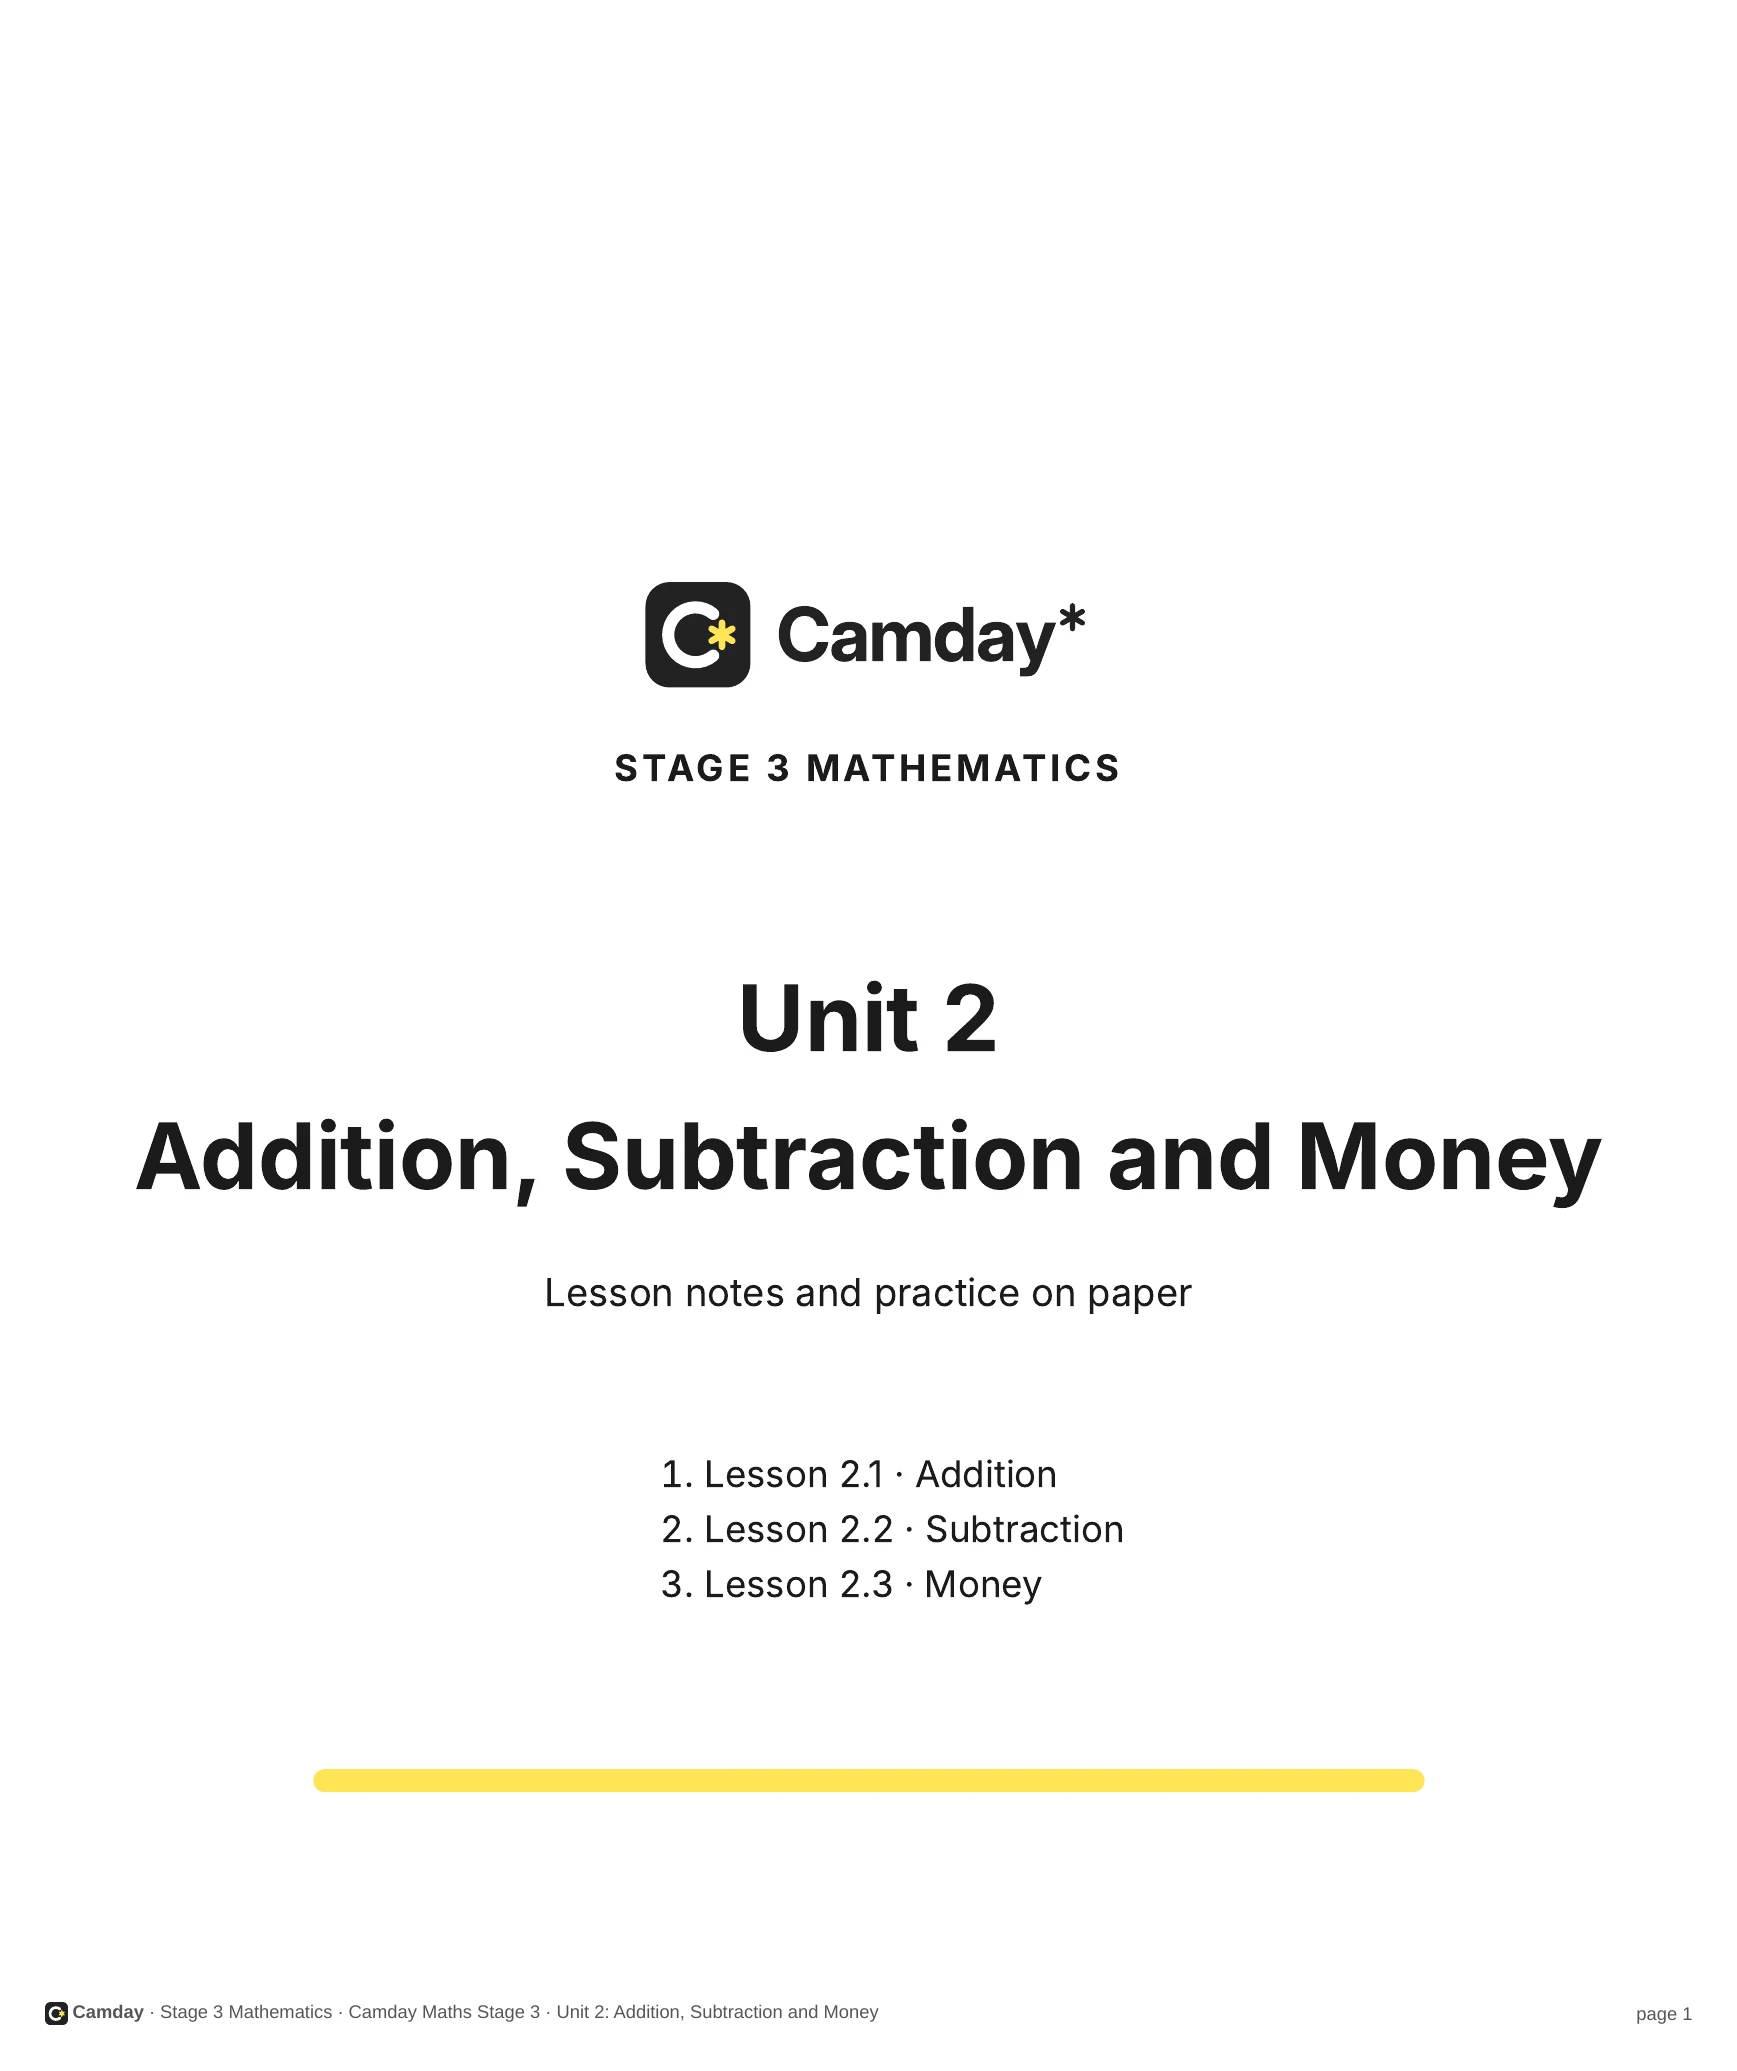 Camday*
STAGE 3 MATHEMATICS
Unit 2
Addition, Subtraction and Money
Lesson notes and practice on paper
1. Lesson 2.1 · Addition
2. Lesson 2.2 · Subtraction
3. Lesson 2.3 · Money
Camday · Stage 3 Mathematics · Camday Maths Stage 3 · Unit 2: Addition, Subtraction and Money
page 1